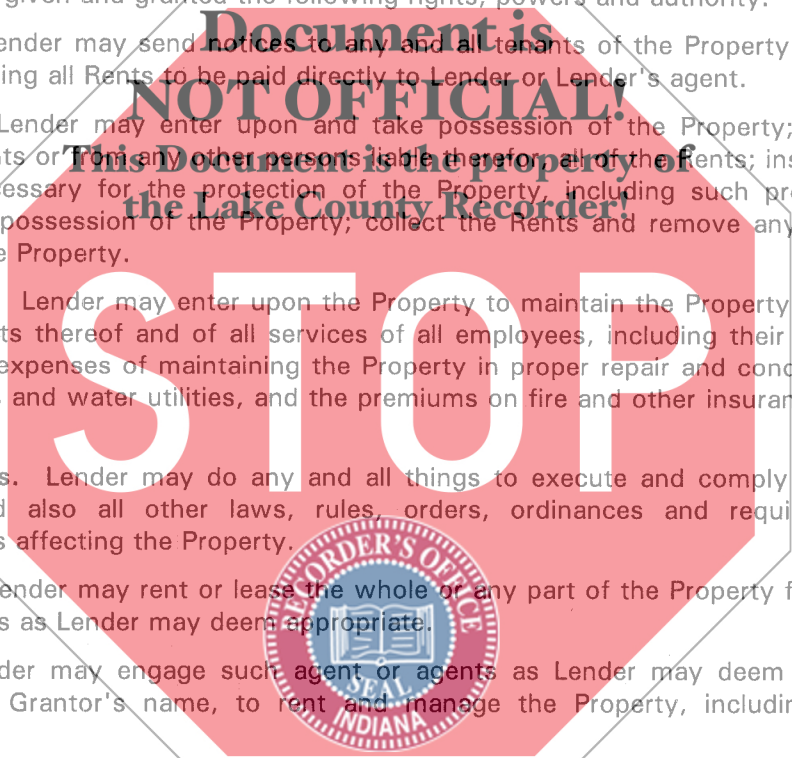 given and granted the following rights, powers and authority:
ender may send notices to any and all tenants of the Property
ing all Rents to be paid directly to Lender or Lender's agent.
Lender may enter upon and take possession of the Property;
nts or from any other persons liable therefor, all of the Rents; ins
cessary for the protection of the Property, including such pro
possession of the Property; collect the Rents and remove any
e Property.
Lender may enter upon the Property to maintain the Property
ts thereof and of all services of all employees, including their
expenses of maintaining the Property in proper repair and cond
s and water utilities, and the premiums on fire and other insuran
s. Lender may do any and all things to execute and comply
d also all other laws, rules, orders, ordinances and requi
s affecting the Property.
ender may rent or lease the whole or any part of the Property f
s as Lender may deem appropriate.
der may engage such agent or agents as Lender may deem
Grantor's name, to rent and manage the Property, includin
Document is
NOT OFFICIAL!
This Document is the property of
the Lake County Recorder!
STOP
RECORDER'S OFFICE
SEAL
INDIANA